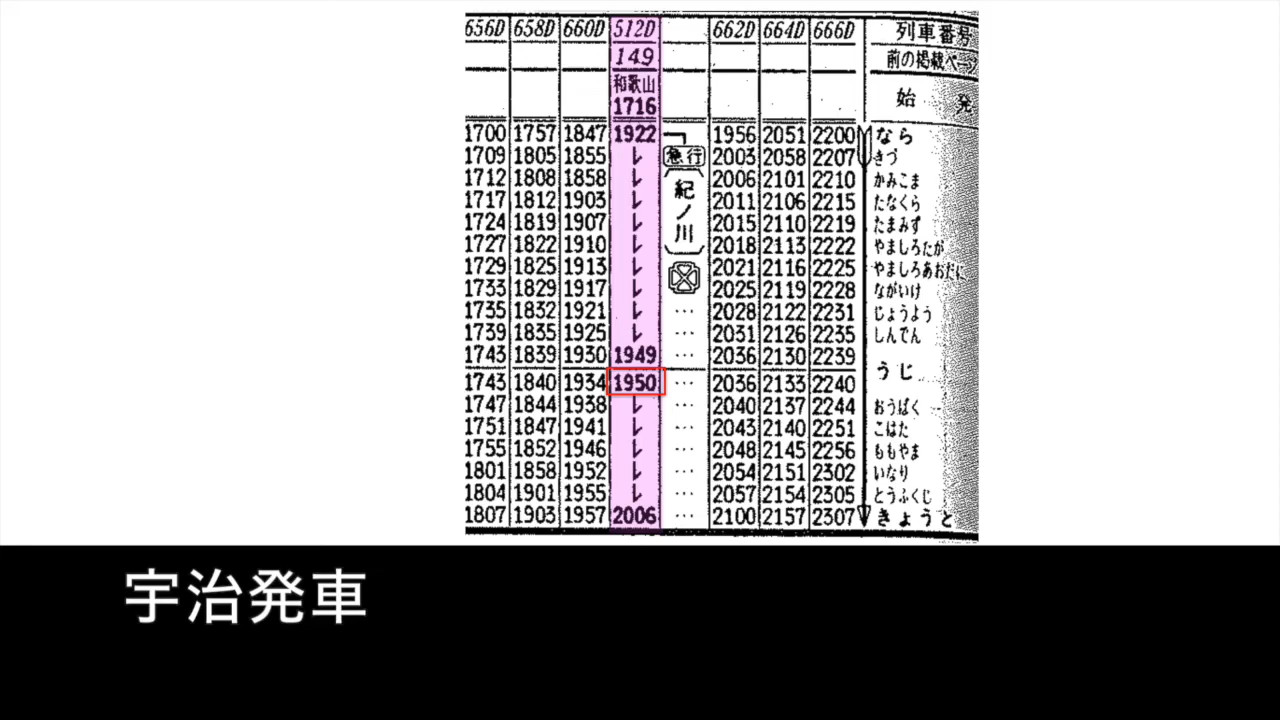 656D 658D 660D 512D 662D 664D 666D 列車番号
149 前の掲載ページ
和歌山 始 発
1716
1700 1757 1847 1922 1956 2051 2200 なら
1709 1805 1855 レ 急行 2003 2058 2207 きづ
1712 1808 1858 レ 紀ノ川 2006 2101 2210 かみこま
1717 1812 1903 レ 2011 2106 2215 たなくら
1724 1819 1907 レ 2015 2110 2219 たまみず
1727 1822 1910 レ 2018 2113 2222 やましろたが
1729 1825 1913 レ 2021 2116 2225 やましろあおだに
1733 1829 1917 レ 2025 2119 2228 ながいけ
1735 1832 1921 レ … 2028 2122 2231 じょうよう
1739 1835 1925 レ … 2031 2126 2235 しんでん
1743 1839 1930 1949 … 2036 2130 2239 うじ
1743 1840 1934 1950 … 2036 2133 2240
1747 1844 1938 レ … 2040 2137 2244 おうばく
1751 1847 1941 レ … 2043 2140 2251 こはた
1755 1852 1946 レ … 2048 2145 2256 ももやま
1801 1858 1952 レ … 2054 2151 2302 いなり
1804 1901 1955 レ … 2057 2154 2305 とうふくじ
1807 1903 1957 2006 … 2100 2157 2307 きょうと
宇治発車